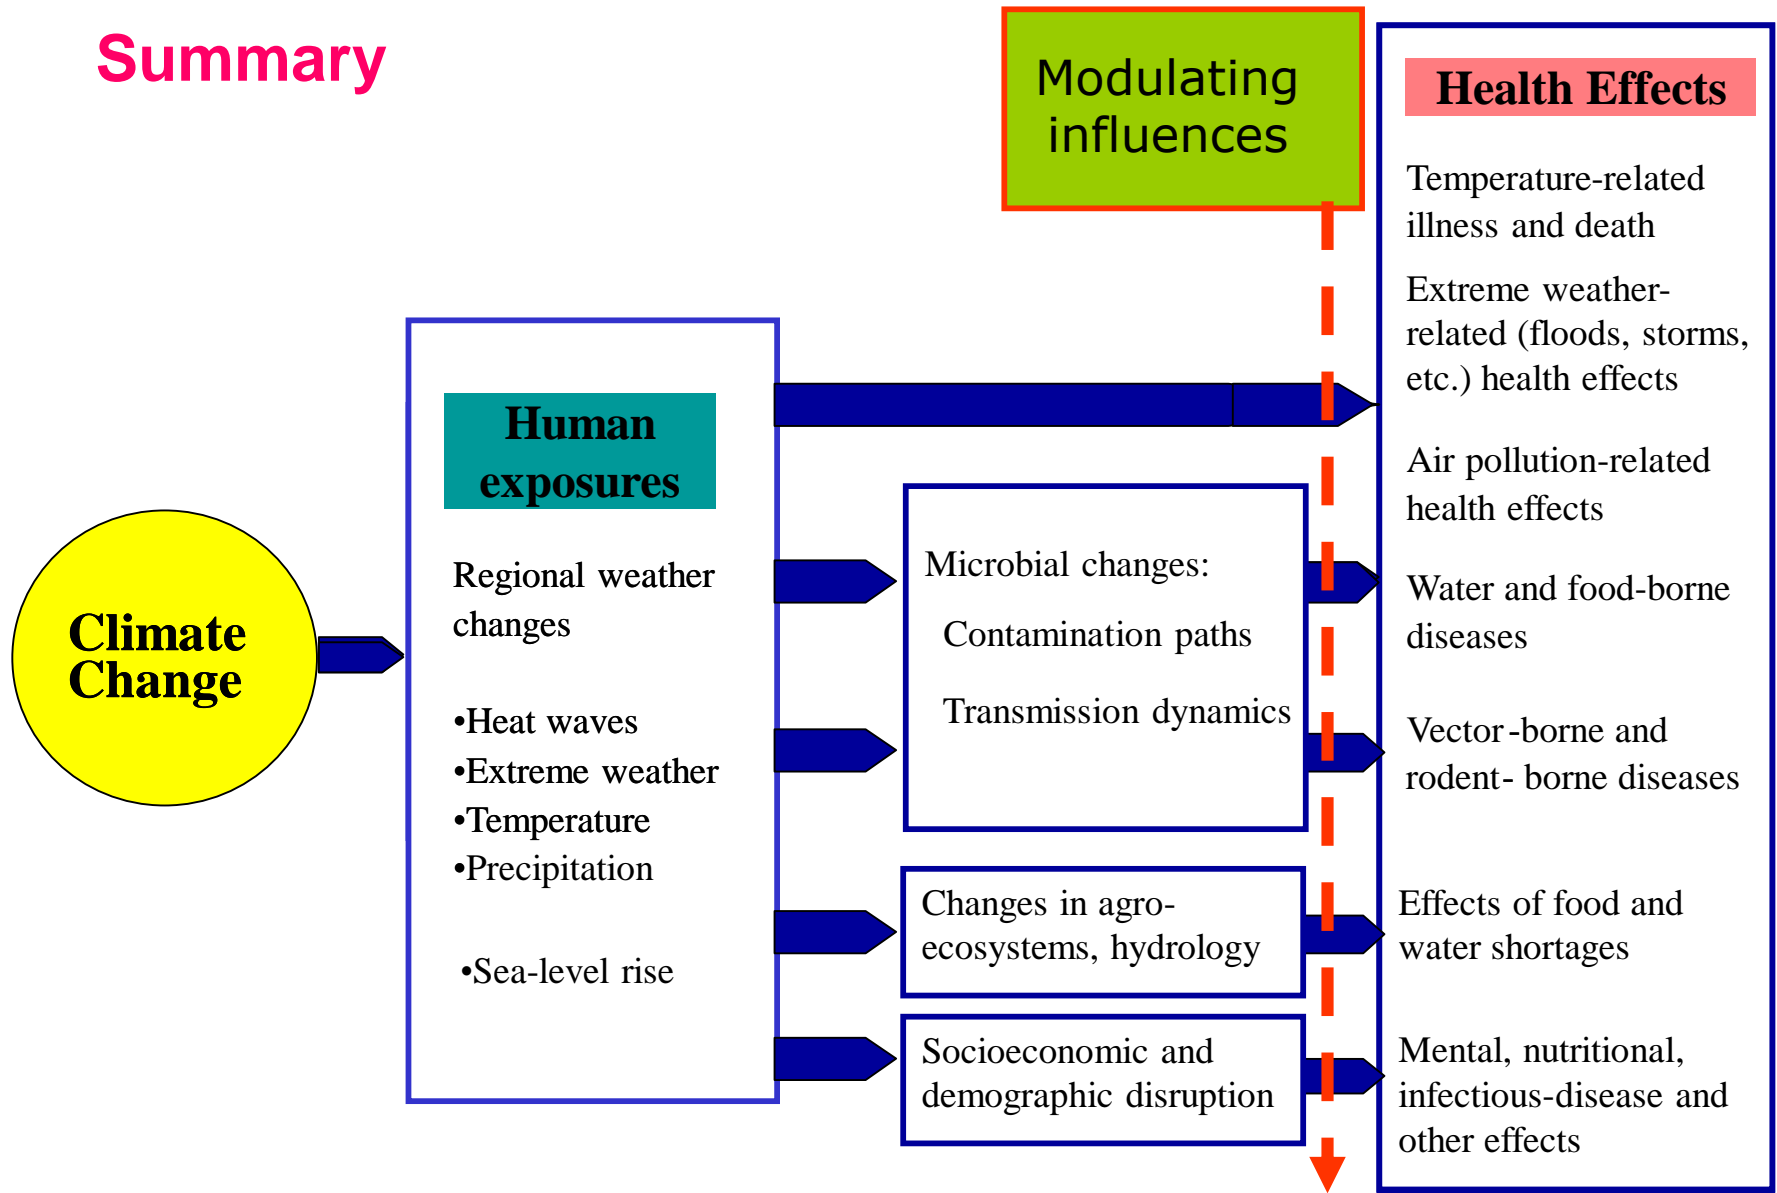 Summary
Modulating
influences
Health Effects
Temperature-related
illness and death
Extreme weather-
related (floods, storms,
etc.) health effects
Air pollution-related
health effects
Water and food-borne
diseases
Vector-borne and
rodent- borne diseases
Effects of food and
water shortages
Mental, nutritional,
infectious-disease and
other effects
Human
exposures
Regional weather
changes
•Heat waves
•Extreme weather
•Temperature
•Precipitation
•Sea-level rise
Climate
Change
Microbial changes:
Contamination paths
Transmission dynamics
Changes in agro-
ecosystems, hydrology
Socioeconomic and
demographic disruption